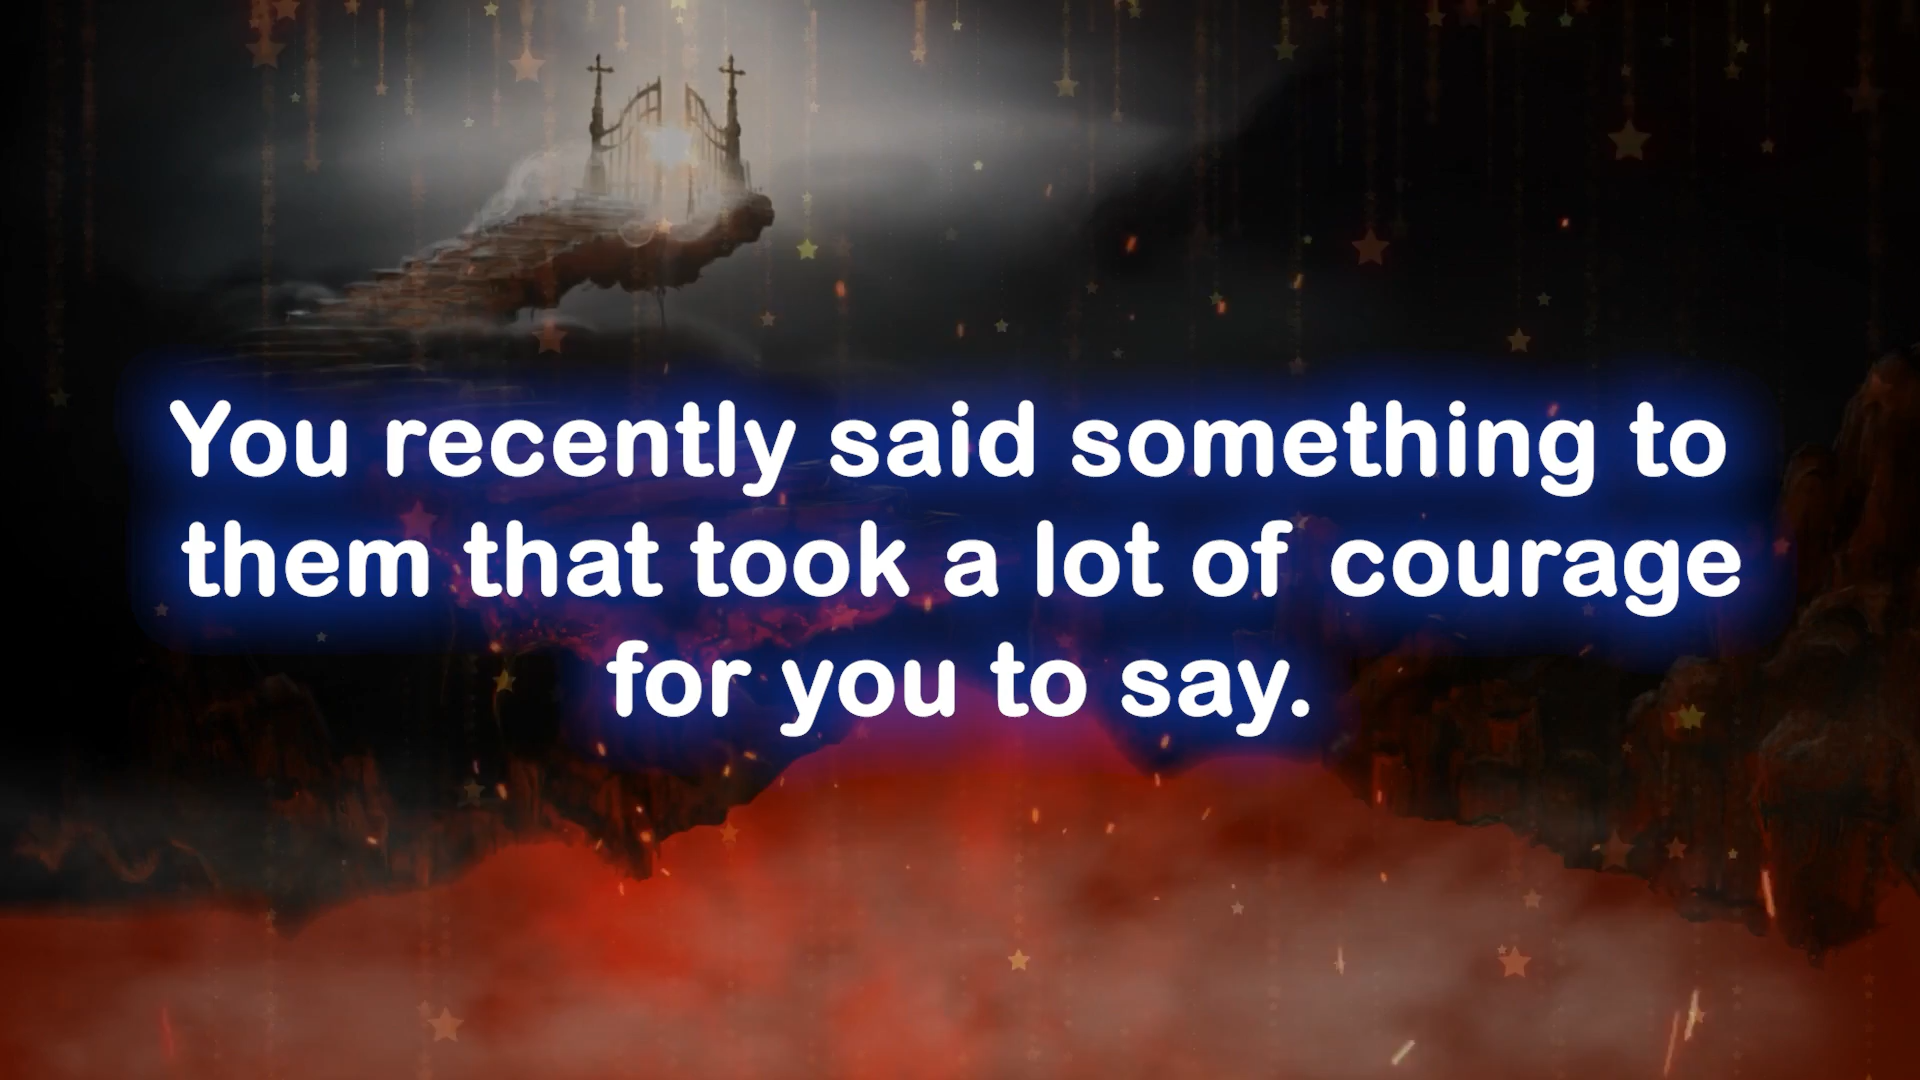 You recently said something to
them that took a lot of courage
for you to say.